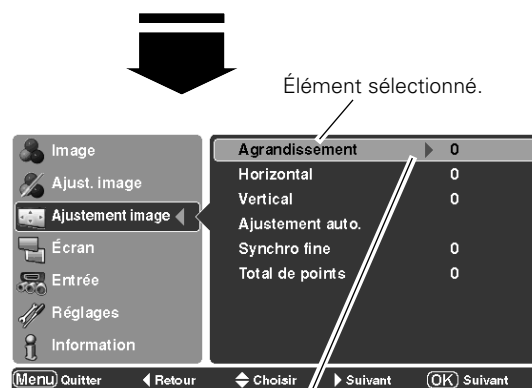 Élément sélectionné.
Image
Ajust. image
Ajustement image
Écran
Entrée
Réglages
Information
Agrandissement 0
Horizontal 0
Vertical 0
Ajustement auto.
Synchro fine 0
Total de points 0
Menu Quitter Retour Choisir Suivant OK Suivant